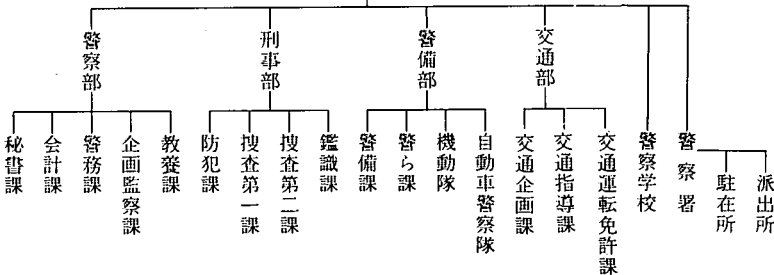 警察部
刑事部
警備部
交通部
秘書課
会計課
警務課
企画監察課
教養課
防犯課
捜査第一課
捜査第二課
鑑識課
警備課
警ら課
機動隊
自動車警察隊
交通企画課
交通指導課
交通運転免許課
警察学校
警察署
駐在所
派出所